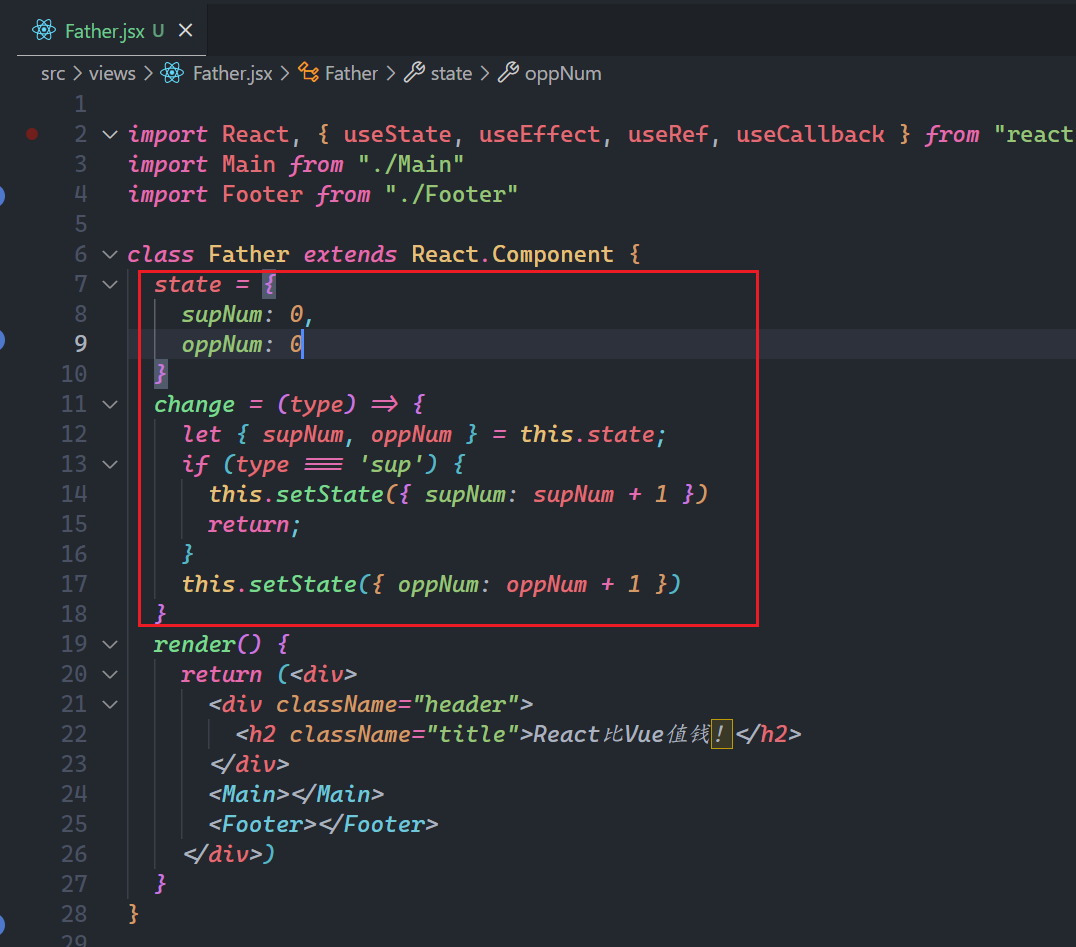 Father.jsx U
src > views > Father.jsx > Father > state > oppNum
1
2 import React, { useState, useEffect, useRef, useCallback } from "react
3 import Main from "./Main"
4 import Footer from "./Footer"
5
6 class Father extends React.Component {
7 state = {
8 supNum: 0,
9 oppNum: 0
10 }
11 change = (type) => {
12 let { supNum, oppNum } = this.state;
13 if (type === 'sup') {
14 this.setState({ supNum: supNum + 1 })
15 return;
16 }
17 this.setState({ oppNum: oppNum + 1 })
18 }
19 render() {
20 return (<div>
21 <div className="header">
22 <h2 className="title">React比Vue值钱！</h2>
23 </div>
24 <Main></Main>
25 <Footer></Footer>
26 </div>)
27 }
28 }
29